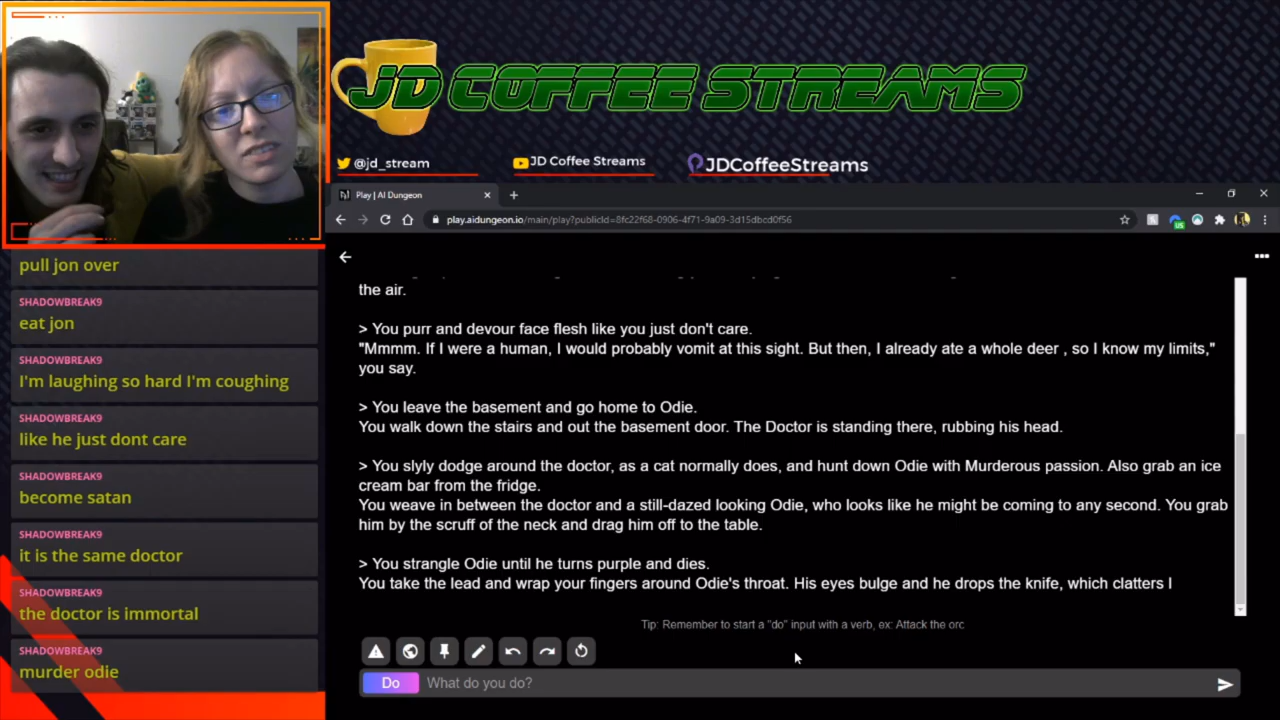 JD COFFEE STREAMS
@jd_stream
JD Coffee Streams
JDCoffeeStreams
Play | AI Dungeon
play.aidungeon.io/main/play?publicId=8fc22f68-0906-4f71-9a09-3d15dbcd0f56
US
pull jon over
SHADOWBREAK9
eat jon
SHADOWBREAK9
I'm laughing so hard I'm coughing
SHADOWBREAK9
like he just dont care
SHADOWBREAK9
become satan
SHADOWBREAK9
it is the same doctor
SHADOWBREAK9
the doctor is immortal
SHADOWBREAK9
murder odie
the air.
> You purr and devour face flesh like you just don't care.
"Mmmm. If I were a human, I would probably vomit at this sight. But then, I already ate a whole deer , so I know my limits,"
you say.
> You leave the basement and go home to Odie.
You walk down the stairs and out the basement door. The Doctor is standing there, rubbing his head.
> You slyly dodge around the doctor, as a cat normally does, and hunt down Odie with Murderous passion. Also grab an ice
cream bar from the fridge.
You weave in between the doctor and a still-dazed looking Odie, who looks like he might be coming to any second. You grab
him by the scruff of the neck and drag him off to the table.
> You strangle Odie until he turns purple and dies.
You take the lead and wrap your fingers around Odie's throat. His eyes bulge and he drops the knife, which clatters l
Tip: Remember to start a "do" input with a verb, ex: Attack the orc
Do
What do you do?